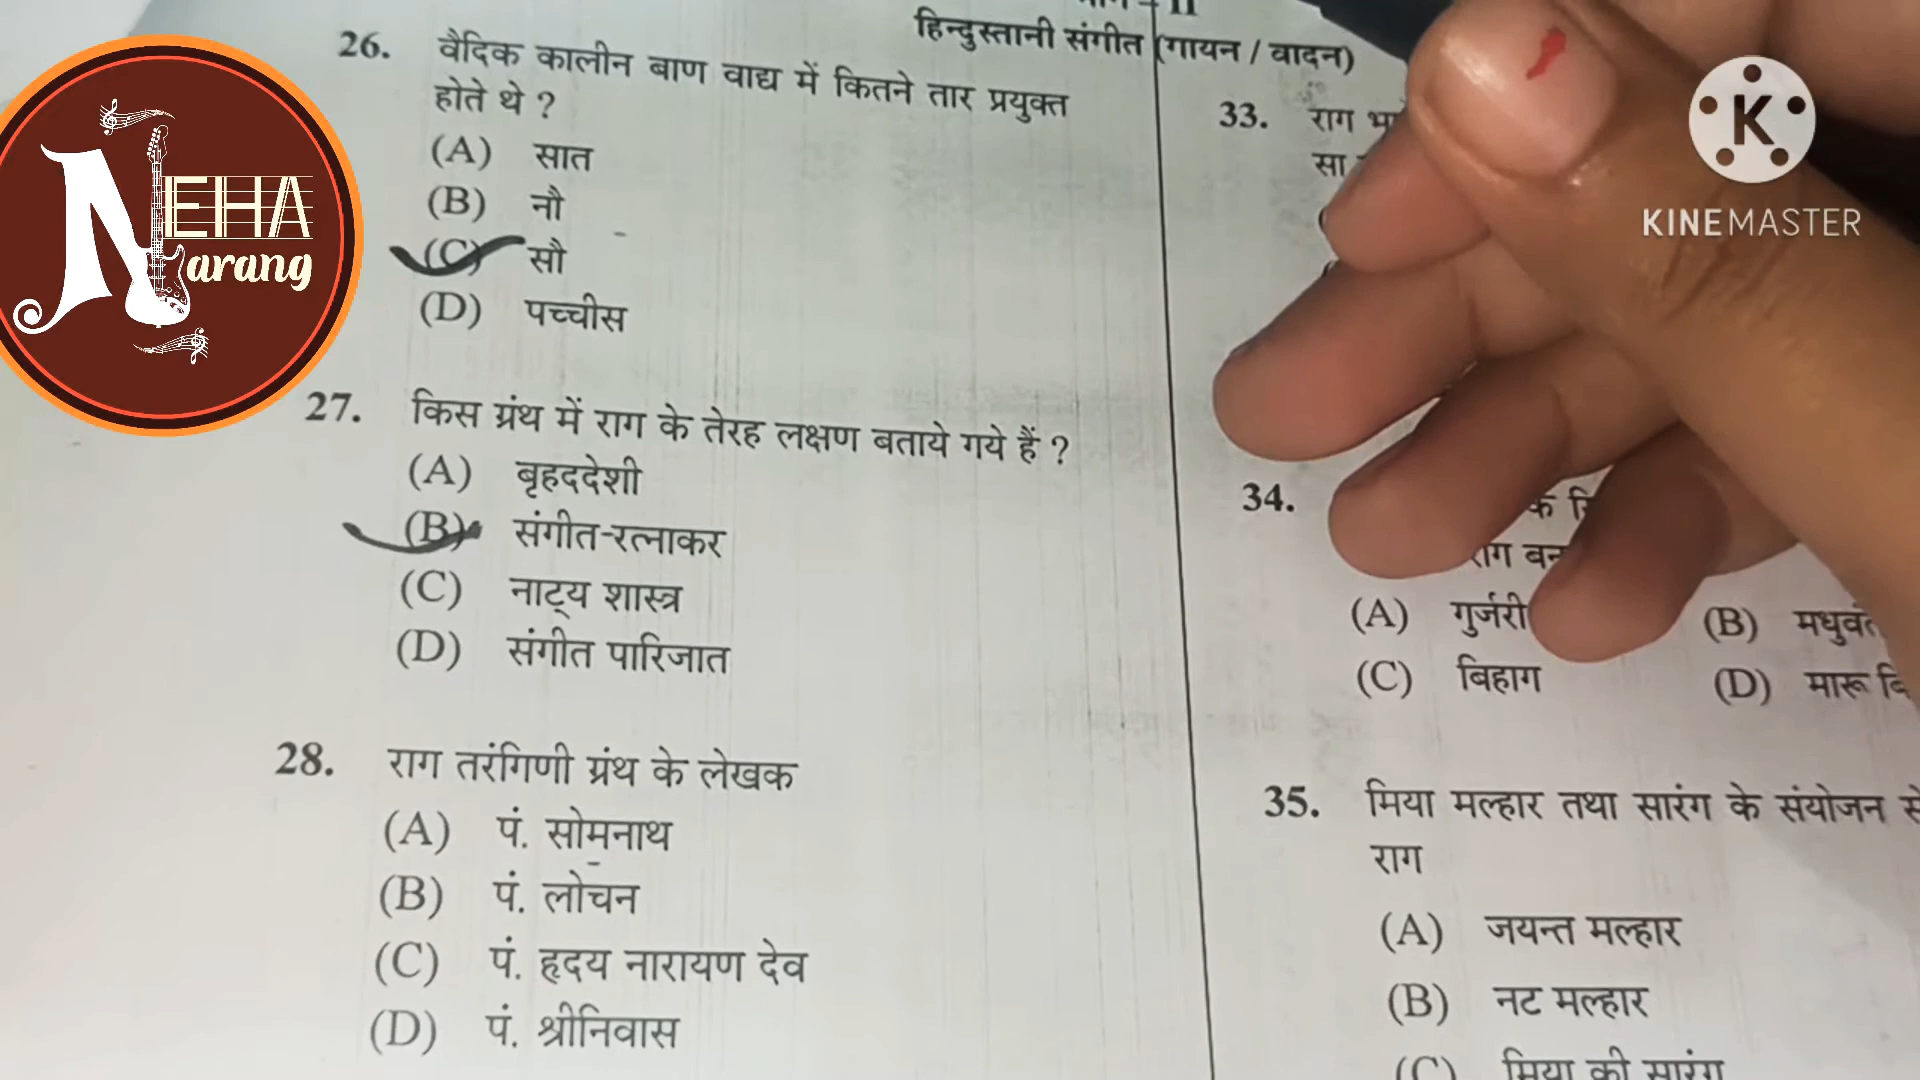 NEHA
Narang
हिन्दुस्तानी संगीत (गायन / वादन)
26. वैदिक कालीन बाण वाद्य में कितने तार प्रयुक्त
होते थे ?
(A) सात
(B) नौ
(C) सौ
(D) पच्चीस
27. किस ग्रंथ में राग के तेरह लक्षण बताये गये हैं ?
(A) बृहददेशी
(B) संगीत-रत्नाकर
(C) नाट्य शास्त्र
(D) संगीत पारिजात
28. राग तरंगिणी ग्रंथ के लेखक
(A) पं. सोमनाथ
(B) पं. लोचन
(C) पं. हृदय नारायण देव
(D) पं. श्रीनिवास
33. राग
सा
34.
(A) गुर्जरी
(B)
(C) बिहाग
(D) मारू
35. मिया मल्हार तथा सारंग के संयोजन से
राग
(A) जयन्त मल्हार
(B) नट मल्हार
(C) मिया की सारंग
K
KINEMASTER